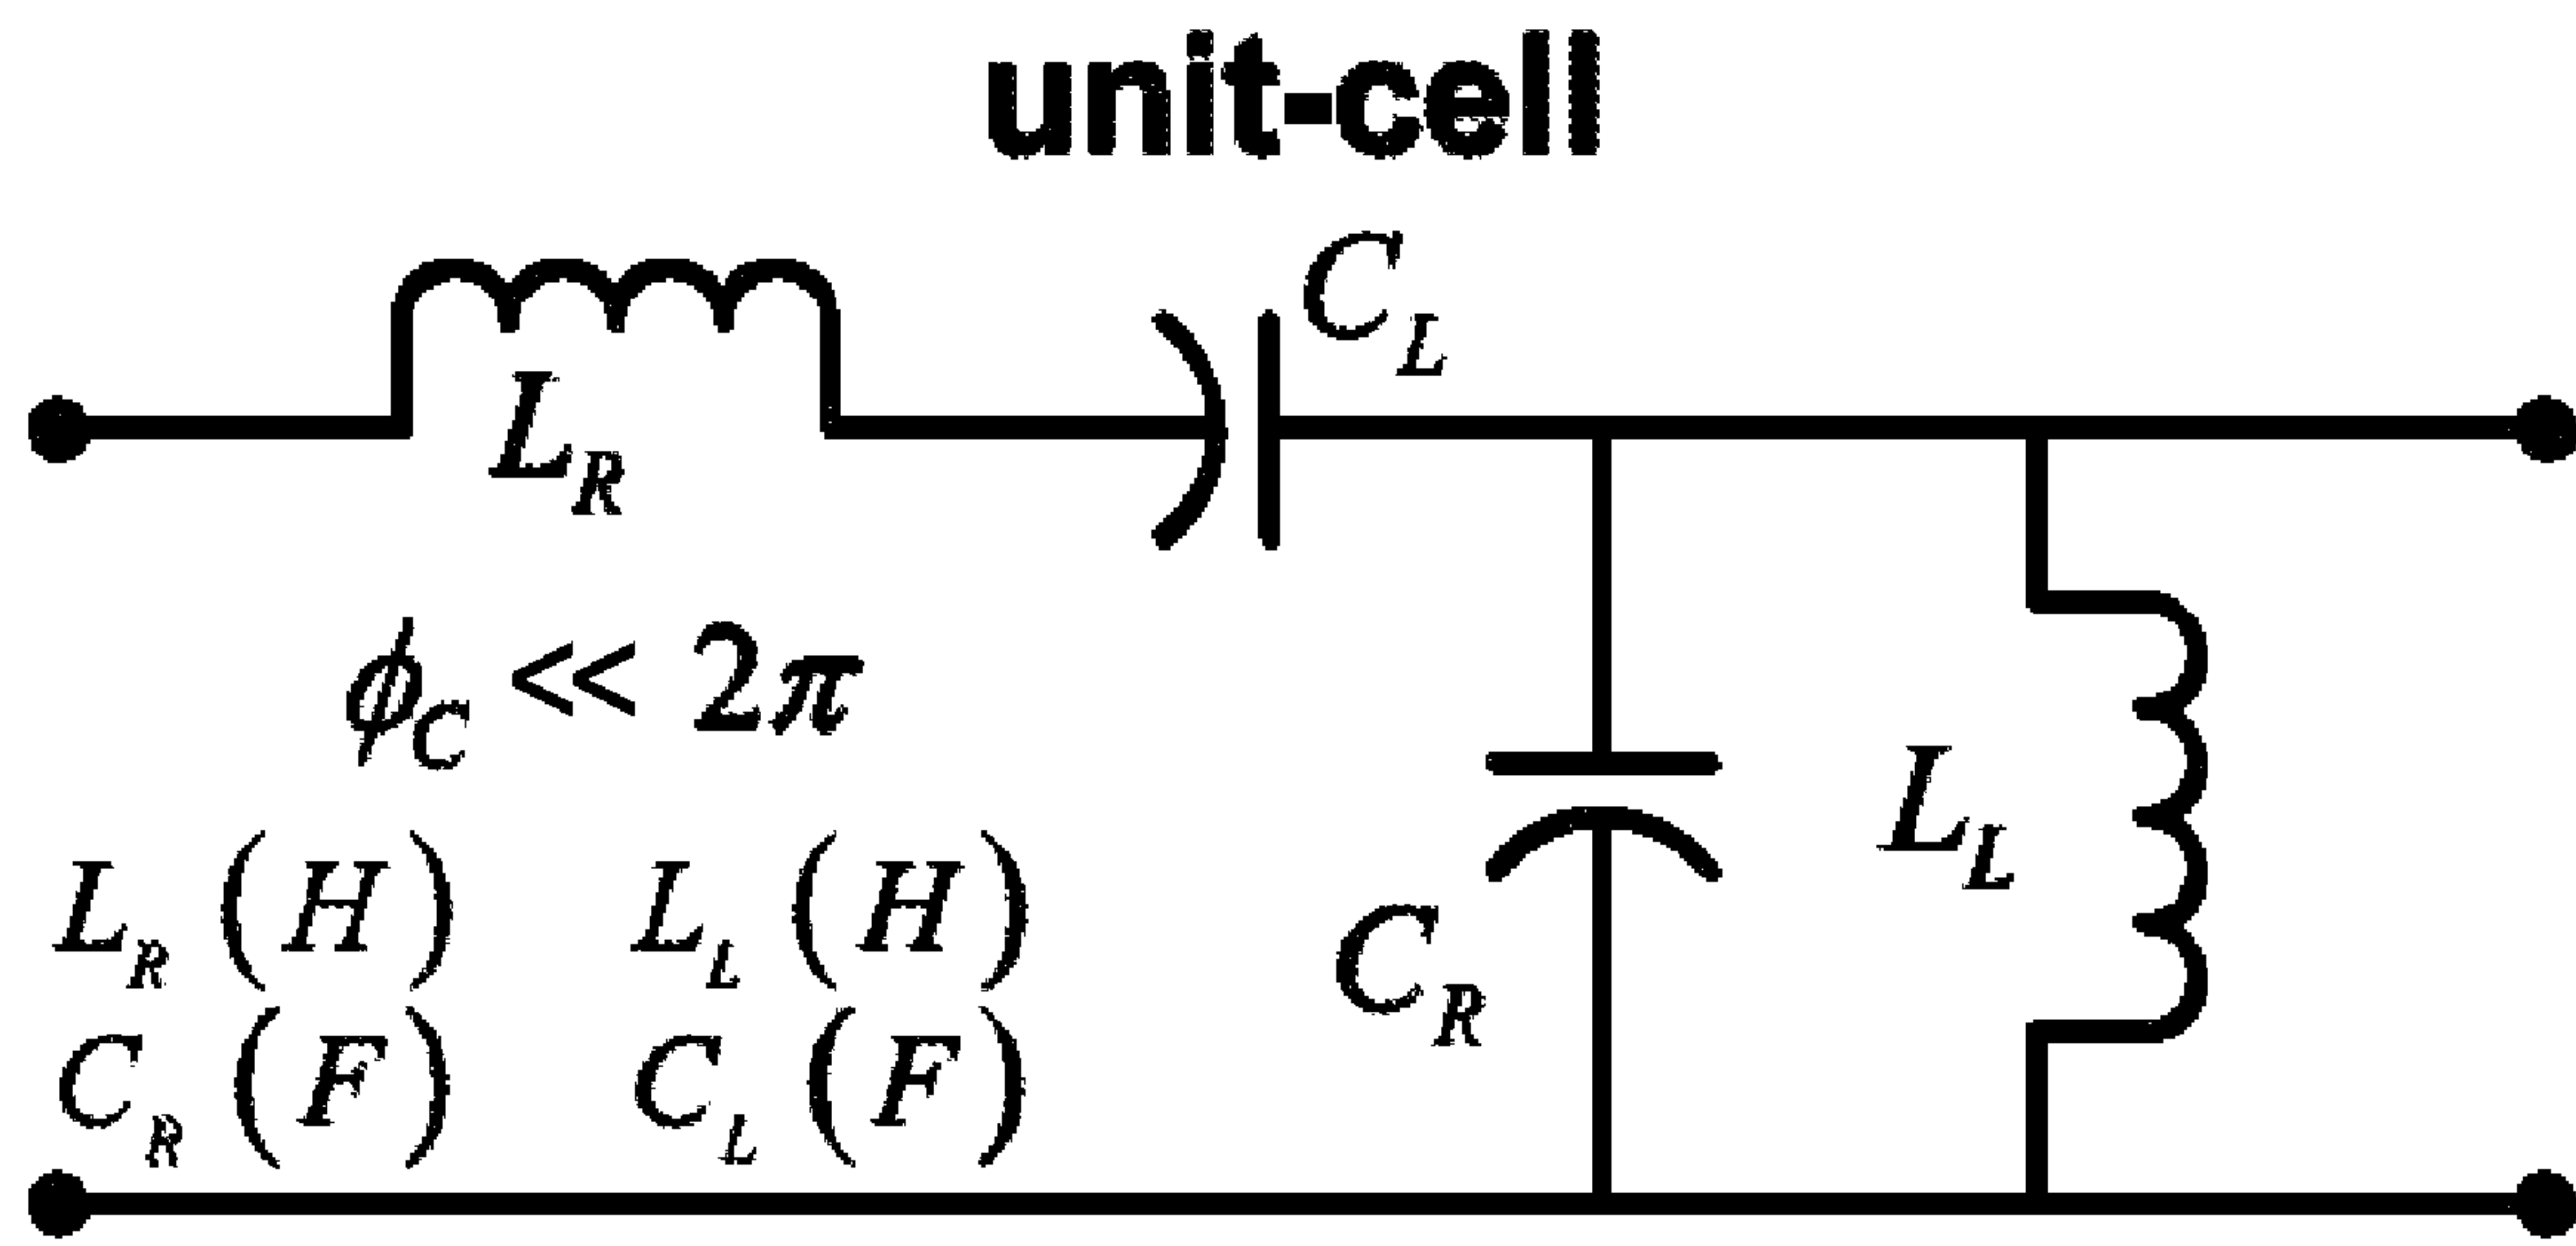 unit-cell
C_L
L_R
ϕ_C << 2π
L_L
L_R (H) L_L (H)
C_R
C_R (F) C_L (F)